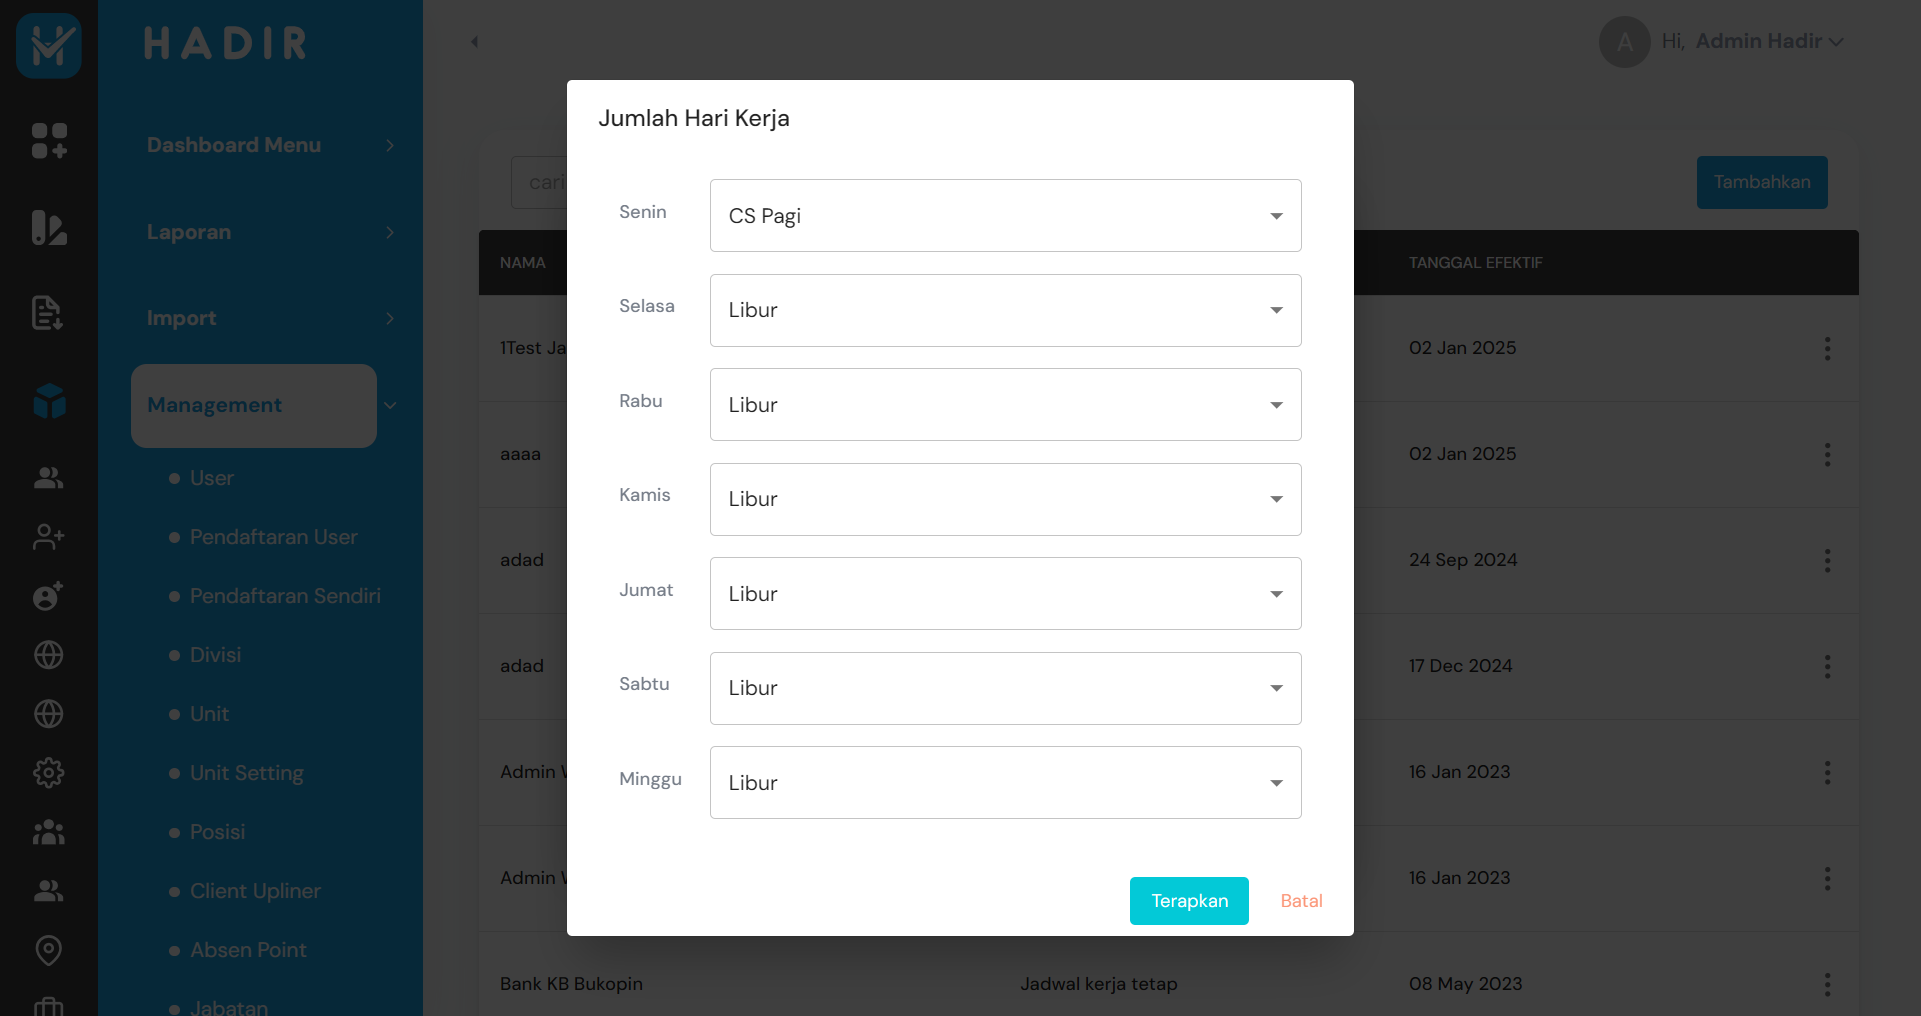 HADIR
A Hi, Admin Hadir
Dashboard Menu
Laporan
Import
Management
User
Pendaftaran User
Pendaftaran Sendiri
Divisi
Unit
Unit Setting
Posisi
Client Upliner
Absen Point
Jabatan
cari
Tambahkan
NAMA TANGGAL EFEKTIF
1Test Ja 02 Jan 2025
aaaa 02 Jan 2025
adad 24 Sep 2024
adad 17 Dec 2024
Admin 16 Jan 2023
Admin 16 Jan 2023
Bank KB Bukopin Jadwal kerja tetap 08 May 2023
Jumlah Hari Kerja
Senin CS Pagi
Selasa Libur
Rabu Libur
Kamis Libur
Jumat Libur
Sabtu Libur
Minggu Libur
Terapkan Batal